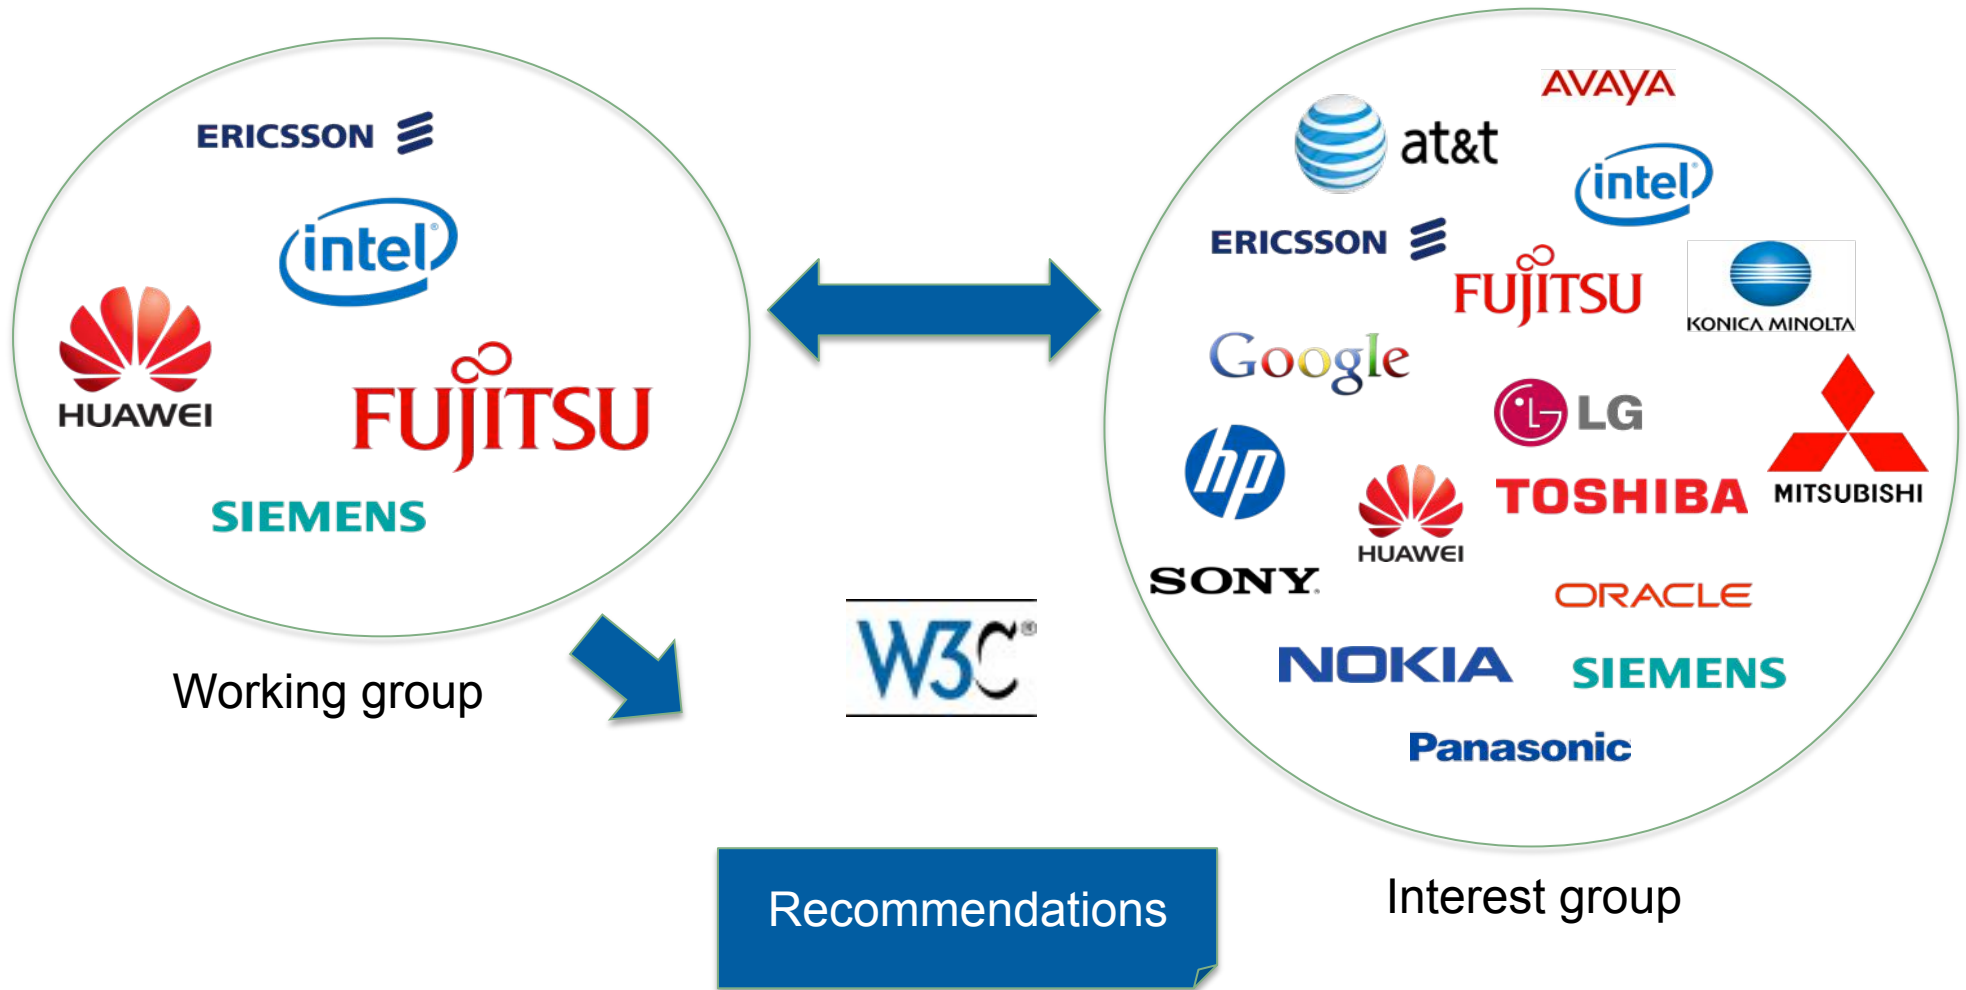 ERICSSON
intel®
HUAWEI
FUJITSU
SIEMENS
Working group
W3C®
Recommendations
AVAYA
at&t
intel®
ERICSSON
FUJITSU
KONICA MINOLTA
Google
LG
hp
MITSUBISHI
TOSHIBA
HUAWEI
SONY
ORACLE
NOKIA
SIEMENS
Panasonic
Interest group